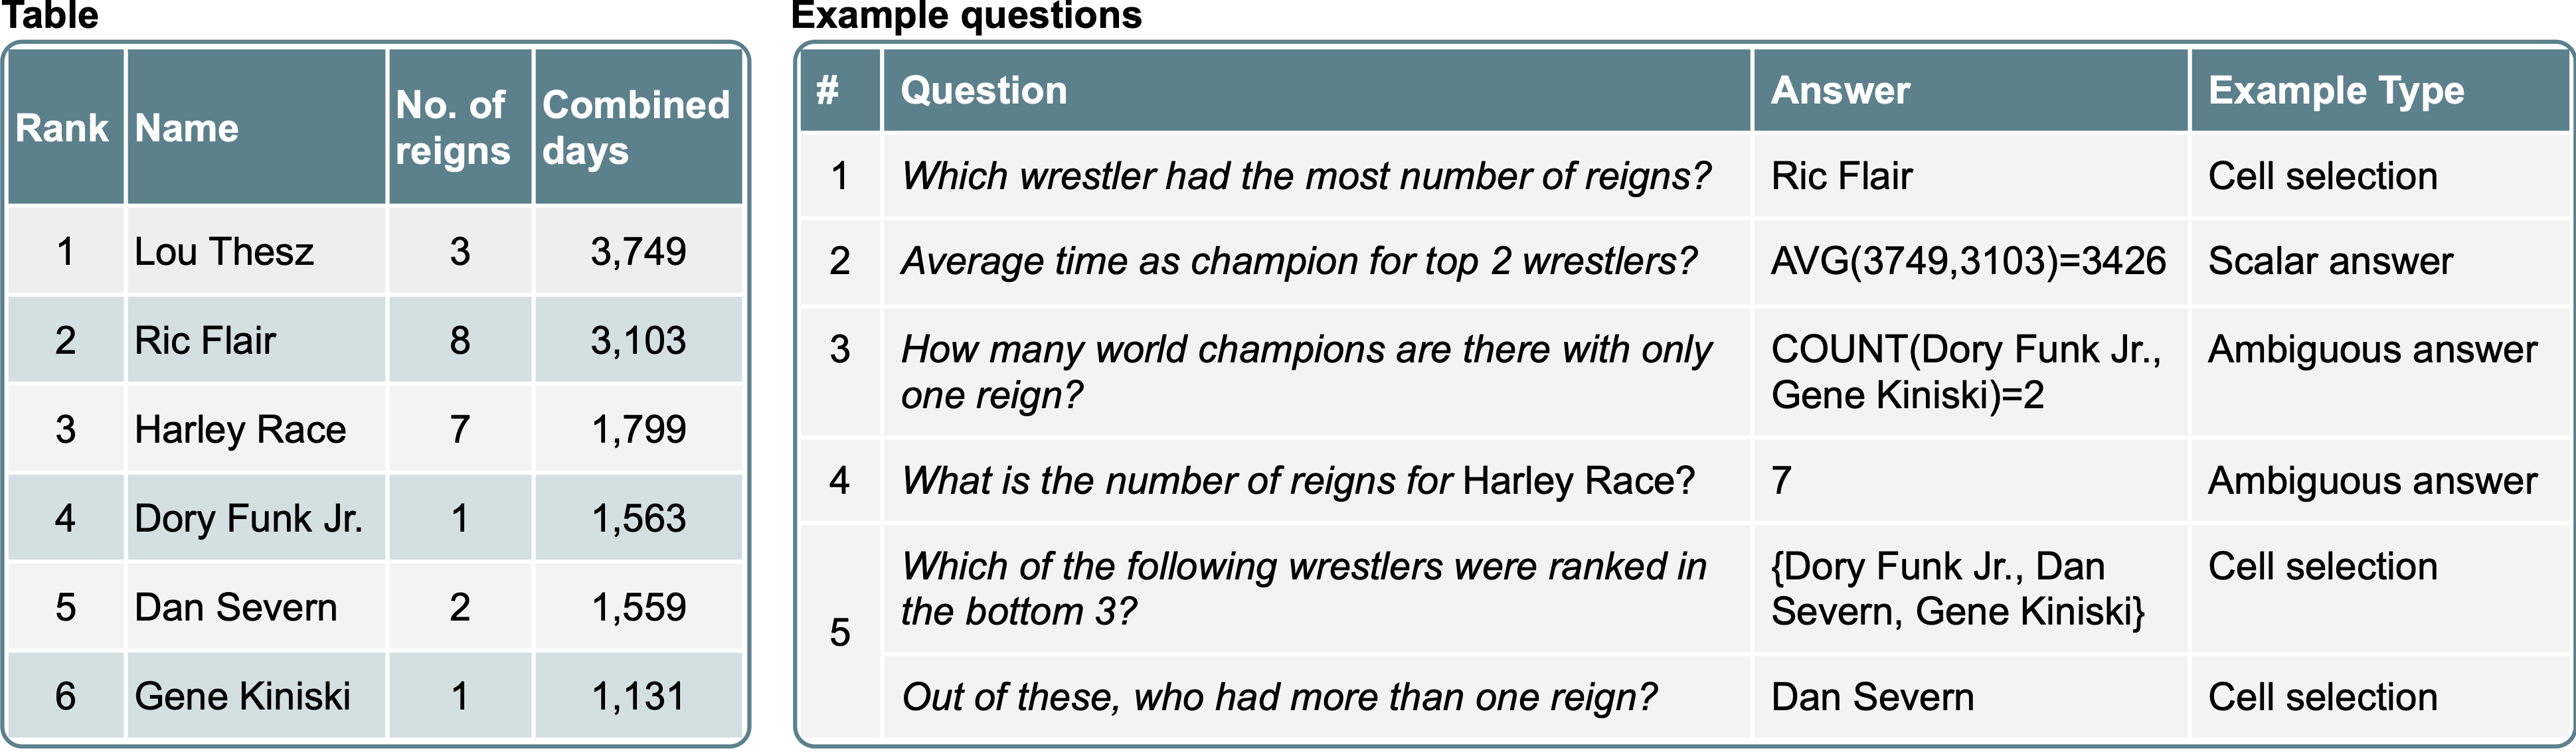 Table
Rank Name No. of reigns Combined days
1 Lou Thesz 3 3,749
2 Ric Flair 8 3,103
3 Harley Race 7 1,799
4 Dory Funk Jr. 1 1,563
5 Dan Severn 2 1,559
6 Gene Kiniski 1 1,131
Example questions
# Question Answer Example Type
1 Which wrestler had the most number of reigns? Ric Flair Cell selection
2 Average time as champion for top 2 wrestlers? AVG(3749,3103)=3426 Scalar answer
3 How many world champions are there with only one reign? COUNT(Dory Funk Jr., Gene Kiniski)=2 Ambiguous answer
4 What is the number of reigns for Harley Race? 7 Ambiguous answer
5 Which of the following wrestlers were ranked in the bottom 3? {Dory Funk Jr., Dan Severn, Gene Kiniski} Cell selection
Out of these, who had more than one reign? Dan Severn Cell selection